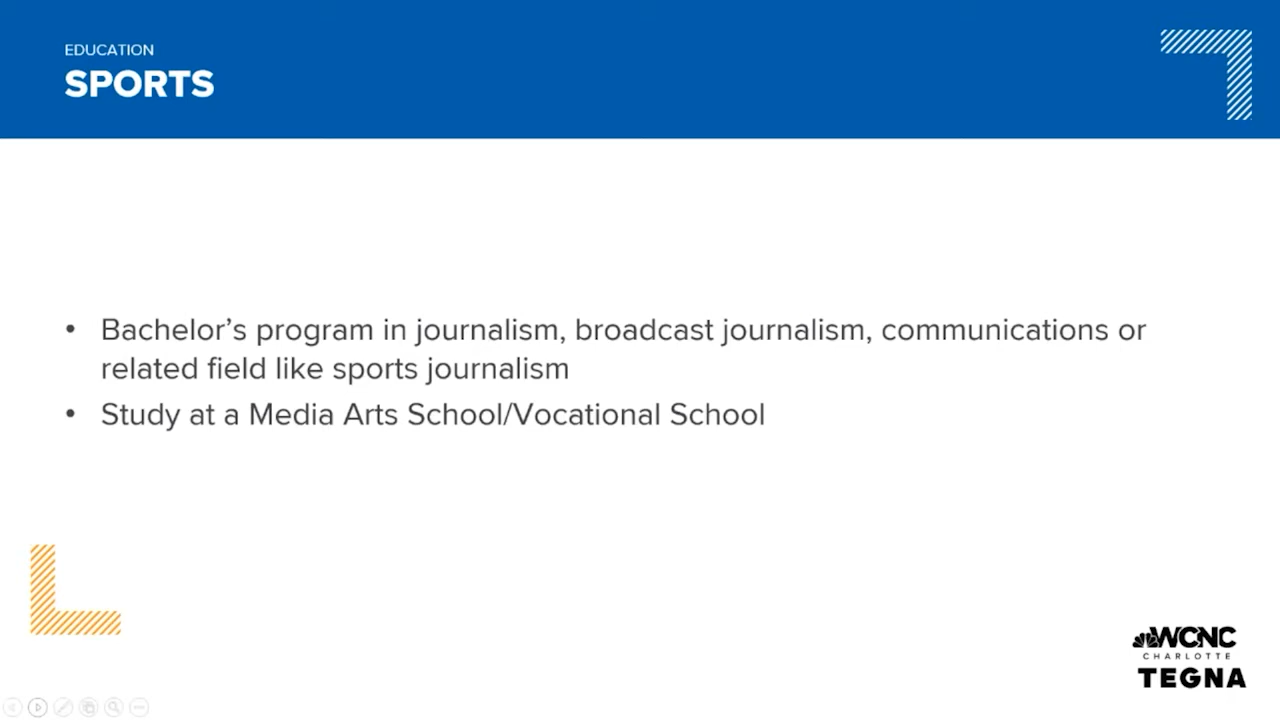 EDUCATION
SPORTS
• Bachelor’s program in journalism, broadcast journalism, communications or
related field like sports journalism
• Study at a Media Arts School/Vocational School
WCNC
CHARLOTTE
TEGNA